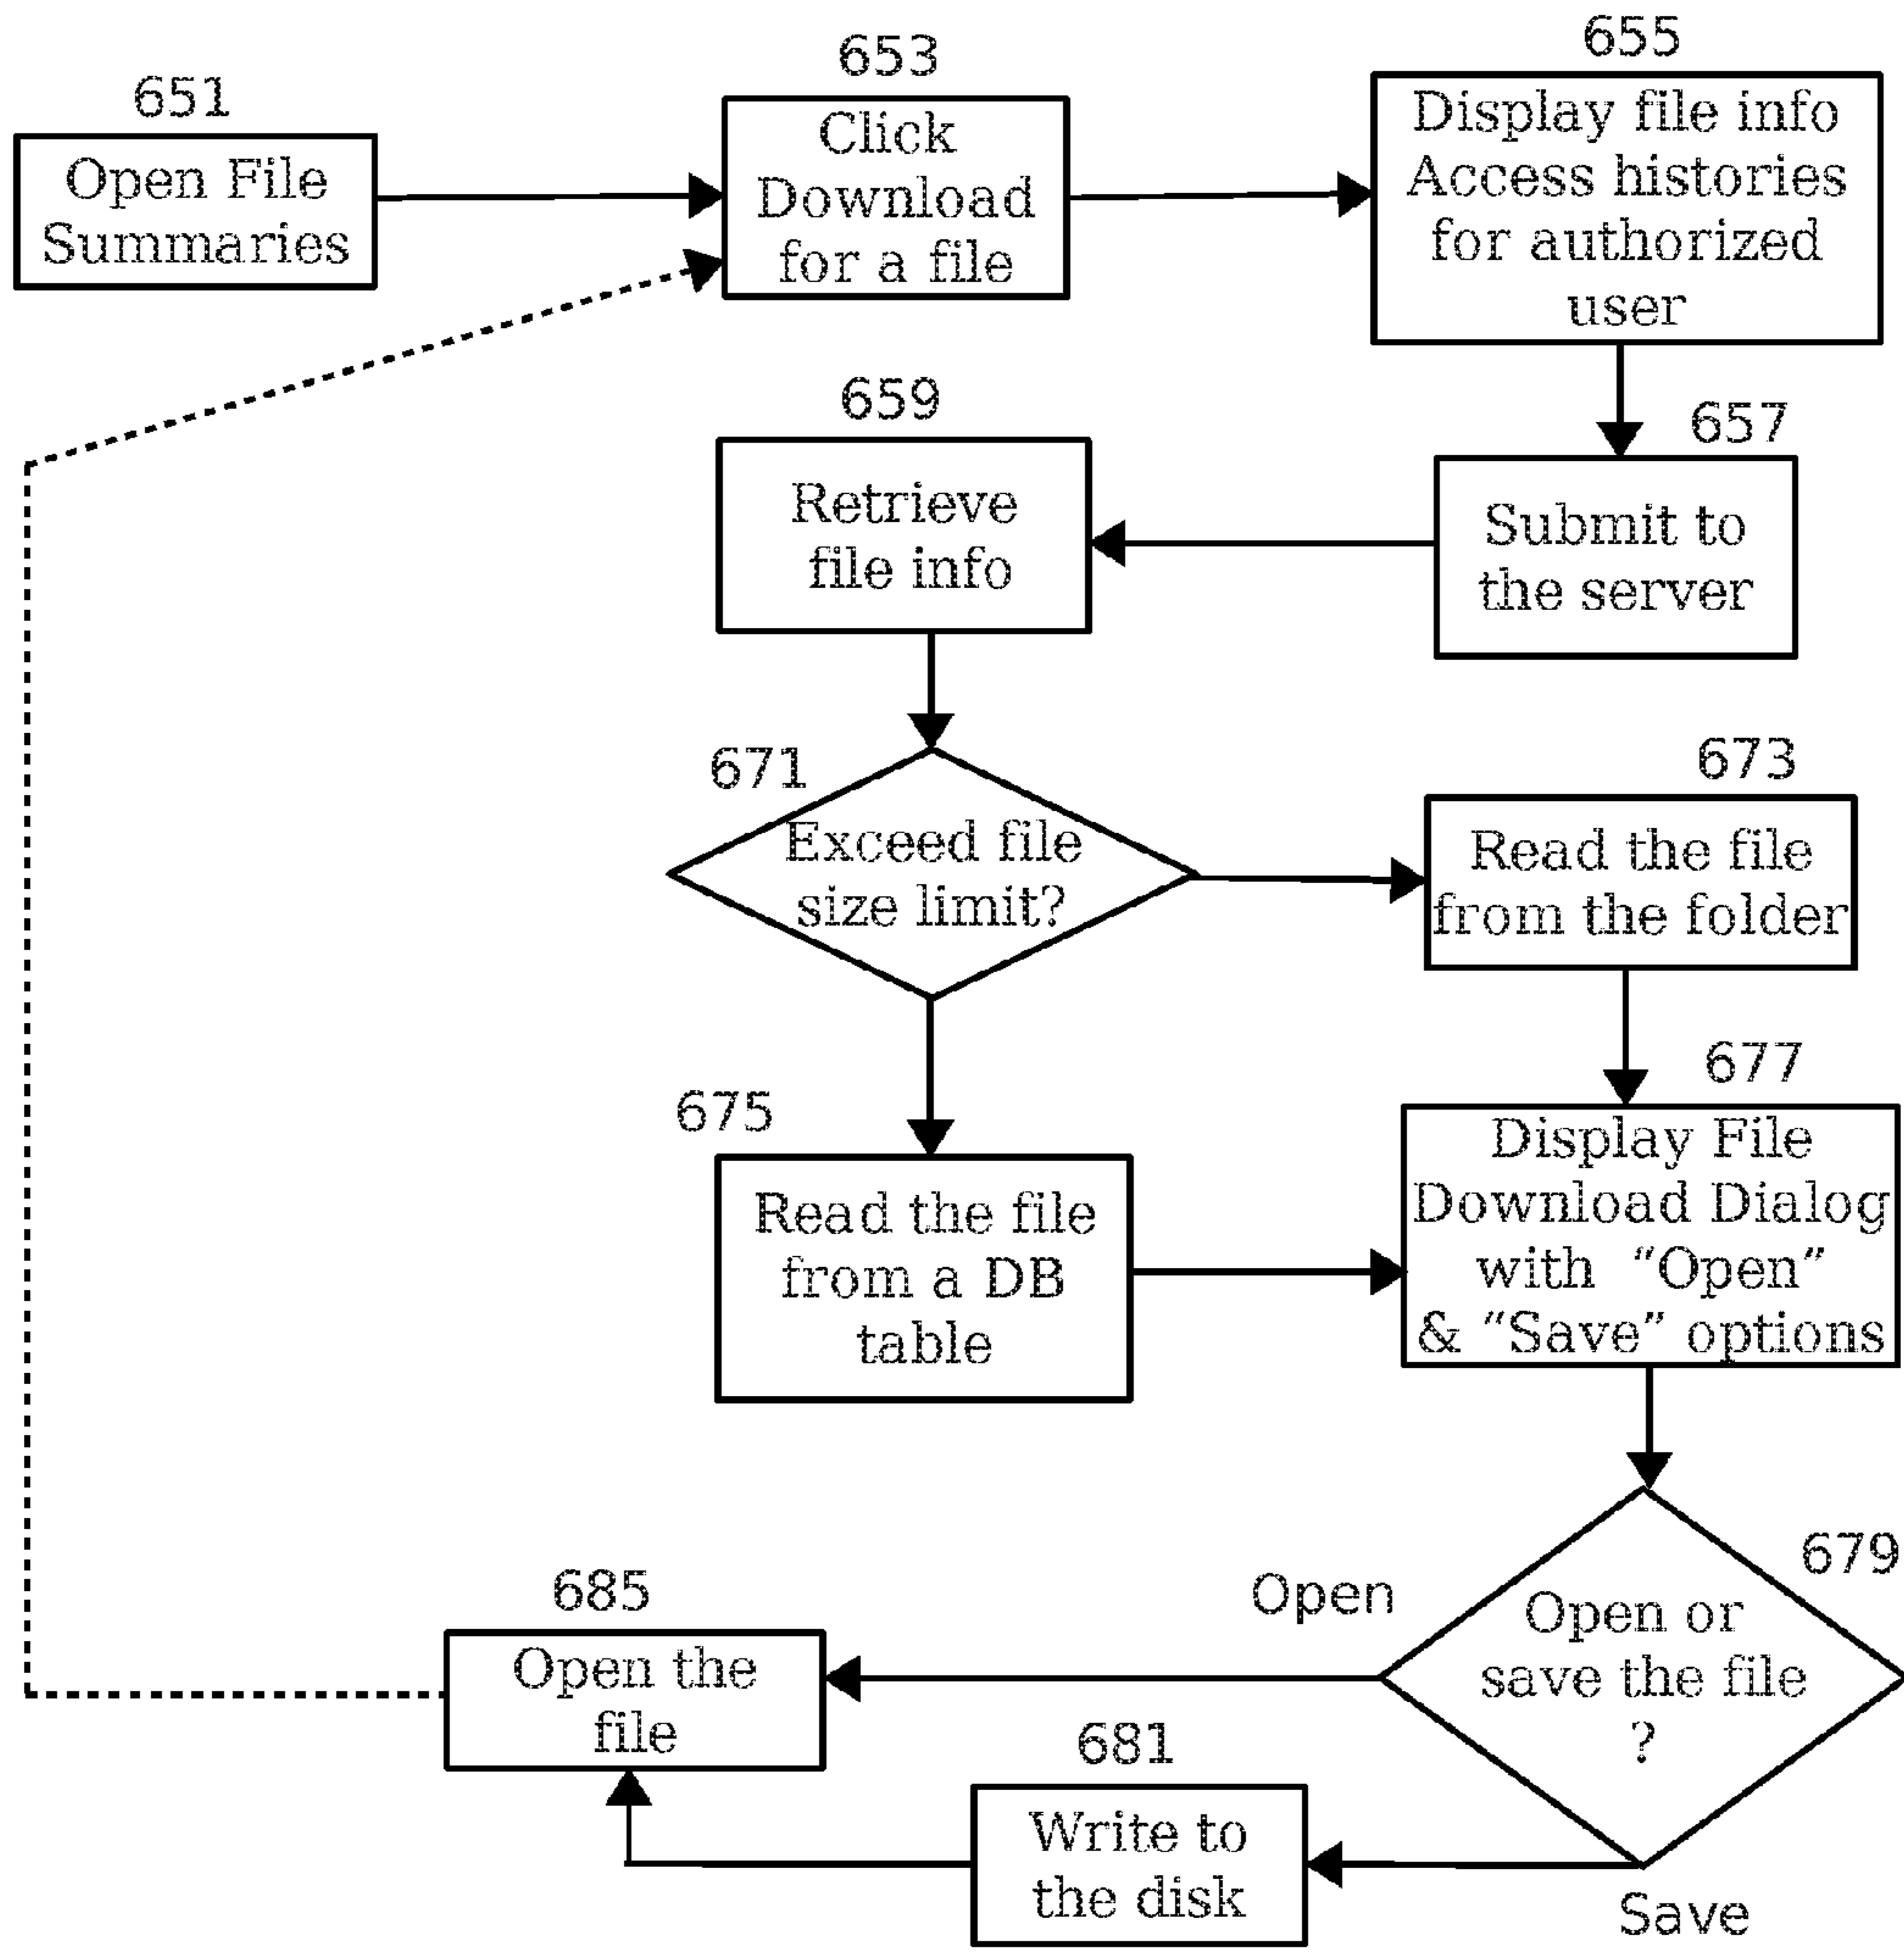 651
Open File
Summaries
653
Click
Download
for a file
655
Display file info
Access histories
for authorized
user
657
Submit to
the server
659
Retrieve
file info
671
Exceed file
size limit?
673
Read the file
from the folder
675
Read the file
from a DB
table
677
Display File
Download Dialog
with “Open”
& “Save” options
679
Open or
save the file
?
Open
685
Open the
file
681
Write to
the disk
Save